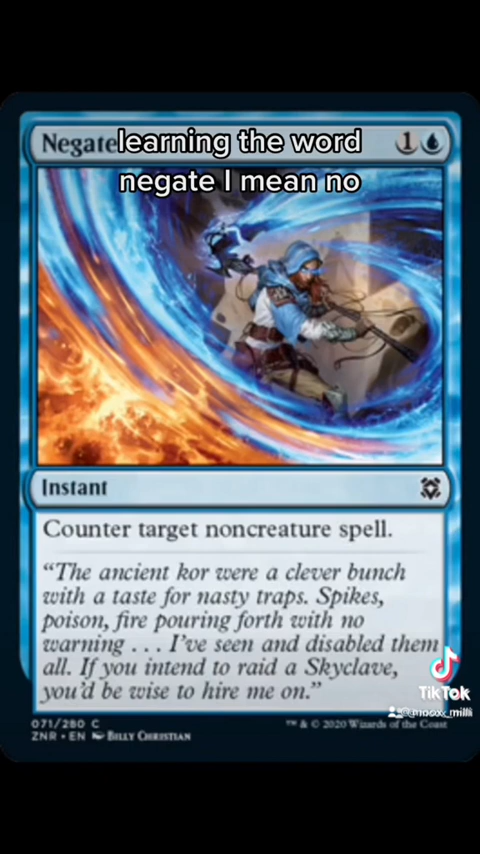 Negate
learning the word
negate I mean no
1
Instant
Counter target noncreature spell.
“The ancient kor were a clever bunch
with a taste for nasty traps. Spikes,
poison, fire pouring forth with no
warning . . . I’ve seen and disabled them
all. If you intend to raid a Skyclave,
you’d be wise to hire me on.”
TikTok
071/280 C
ZNR • EN Billy Christian
™ & © 2020 Wizards of the Coast